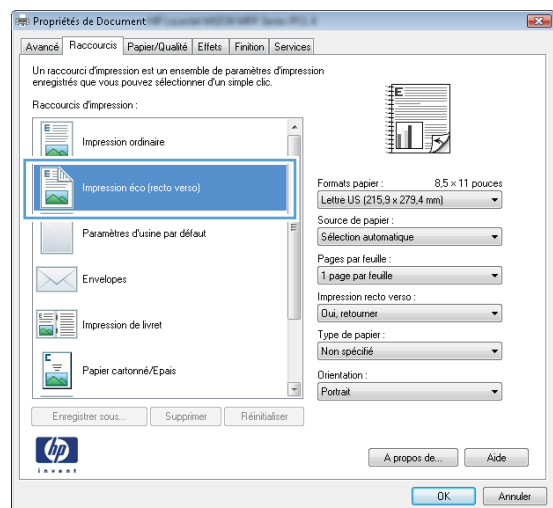 Propriétés de Document
Avancé Raccourcis Papier/Qualité Effets Finition Services
Un raccourci d'impression est un ensemble de paramètres d'impression
enregistrés que vous pouvez sélectionner d'un simple clic.
Raccourcis d'impression :
Impression ordinaire
Impression éco (recto verso)
Paramètres d'usine par défaut
Envelopes
Impression de livret
Papier cartonné/Epais
Enregistrer sous... Supprimer Réinitialiser
Formats papier : 8,5 × 11 pouces
Lettre US (215,9 x 279,4 mm)
Source de papier :
Sélection automatique
Pages par feuille :
1 page par feuille
Impression recto verso :
Oui, retourner
Type de papier :
Non spécifié
Orientation :
Portrait
hp
invent
A propos de... Aide
OK Annuler